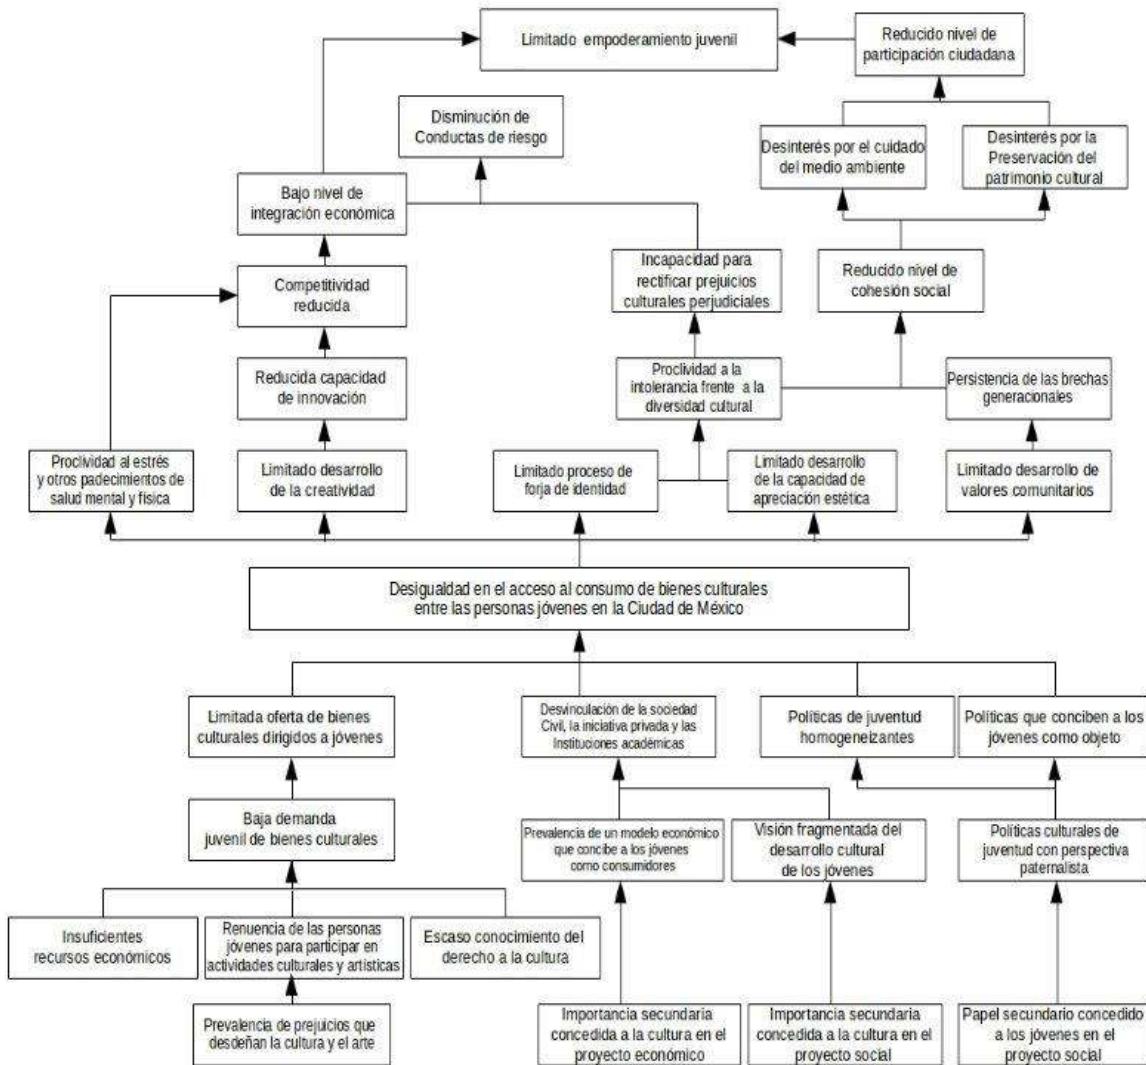 Limitado empoderamiento juvenil
Reducido nivel de
participación ciudadana
Disminución de
Conductas de riesgo
Desinterés por el cuidado
del medio ambiente
Desinterés por la
Preservación del
patrimonio cultural
Bajo nivel de
integración económica
Incapacidad para
rectificar prejuicios
culturales perjudiciales
Reducido nivel de
cohesión social
Competitividad
reducida
Reducida capacidad
de innovación
Proclividad a la
intolerancia frente a la
diversidad cultural
Persistencia de las brechas
generacionales
Proclividad al estrés
y otros padecimientos de
salud mental y física
Limitado desarrollo
de la creatividad
Limitado proceso de
forja de identidad
Limitado desarrollo
de la capacidad de
apreciación estética
Limitado desarrollo de
valores comunitarios
Desigualdad en el acceso al consumo de bienes culturales
entre las personas jóvenes en la Ciudad de México
Limitada oferta de bienes
culturales dirigidos a jóvenes
Desvinculación de la sociedad
Civil, la iniciativa privada y las
Instituciones académicas
Políticas de juventud
homogeneizantes
Políticas que conciben a los
jóvenes como objeto
Baja demanda
juvenil de bienes culturales
Prevalencia de un modelo económico
que concibe a los jóvenes
como consumidores
Visión fragmentada del
desarrollo cultural
de los jóvenes
Políticas culturales de
juventud con perspectiva
paternalista
Insuficientes
recursos económicos
Renuencia de las personas
jóvenes para participar en
actividades culturales y artísticas
Escaso conocimiento del
derecho a la cultura
Prevalencia de prejuicios que
desdeñan la cultura y el arte
Importancia secundaria
concedida a la cultura en el
proyecto económico
Importancia secundaria
concedida a la cultura en el
proyecto social
Papel secundario concedido
a los jóvenes en el
proyecto social